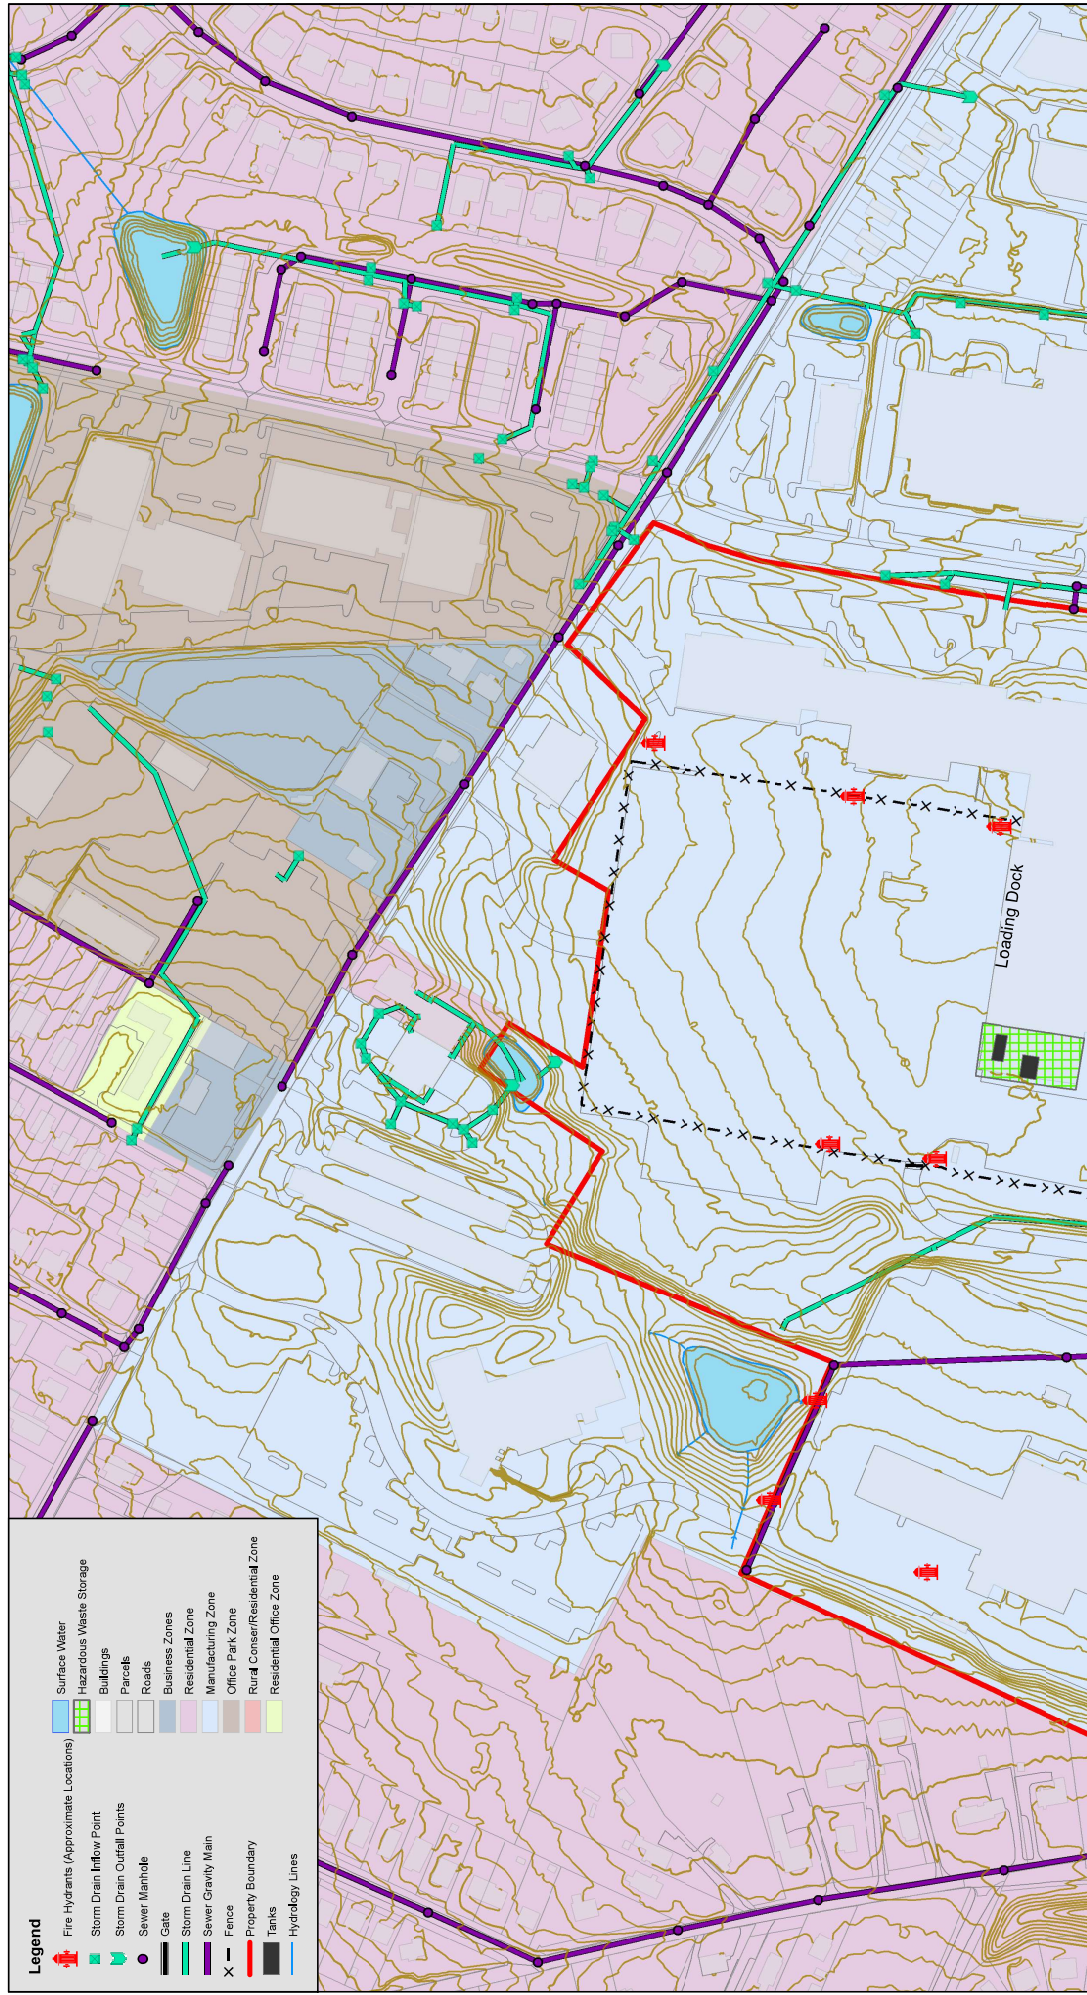 Legend
Fire Hydrants (Approximate Locations)
Storm Drain Inflow Point
Storm Drain Outfall Points
Sewer Manhole
Gate
Storm Drain Line
Sewer Gravity Main
Fence
Property Boundary
Tanks
Hydrology Lines
Surface Water
Hazardous Waste Storage
Buildings
Parcels
Roads
Business Zones
Residential Zone
Manufacturing Zone
Office Park Zone
Rural Conser/Residential Zone
Residential Office Zone
Loading Dock